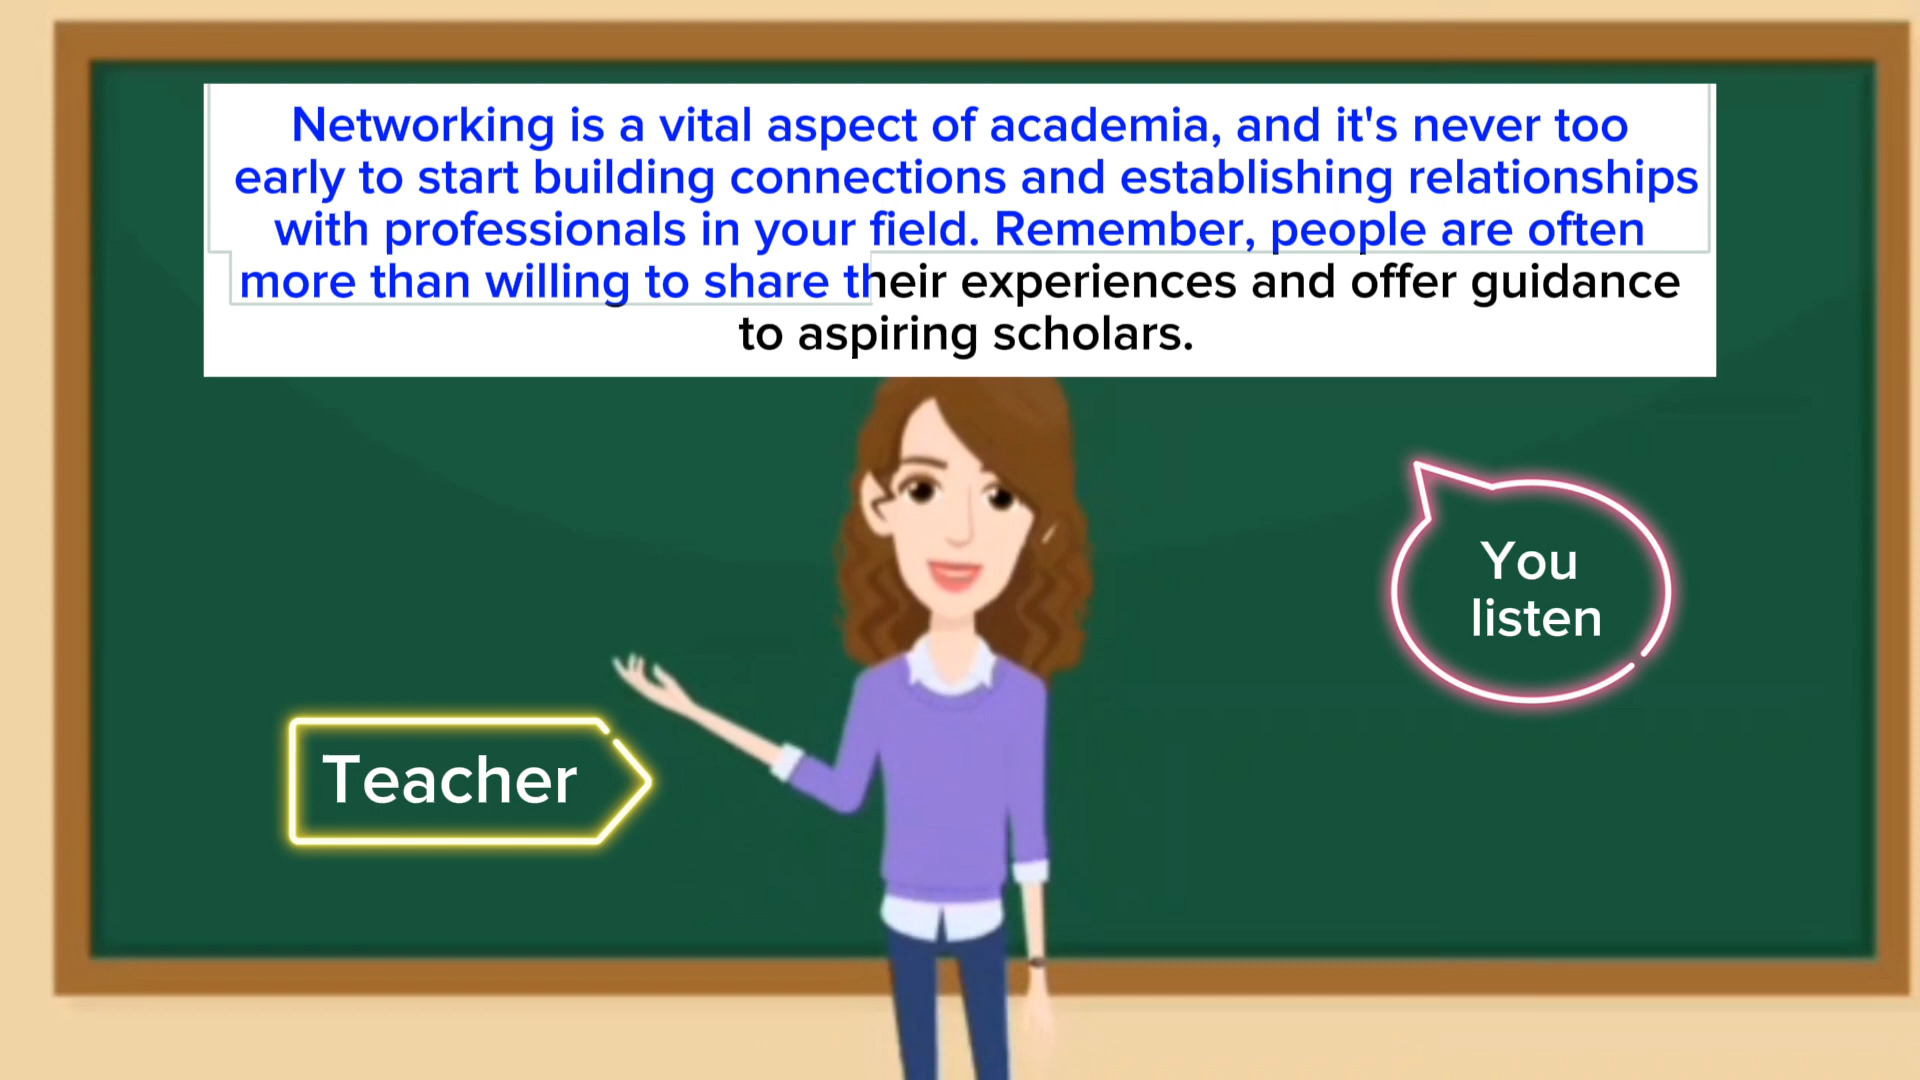 Networking is a vital aspect of academia, and it's never too
early to start building connections and establishing relationships
with professionals in your field. Remember, people are often
more than willing to share their experiences and offer guidance
to aspiring scholars.
You
listen
Teacher